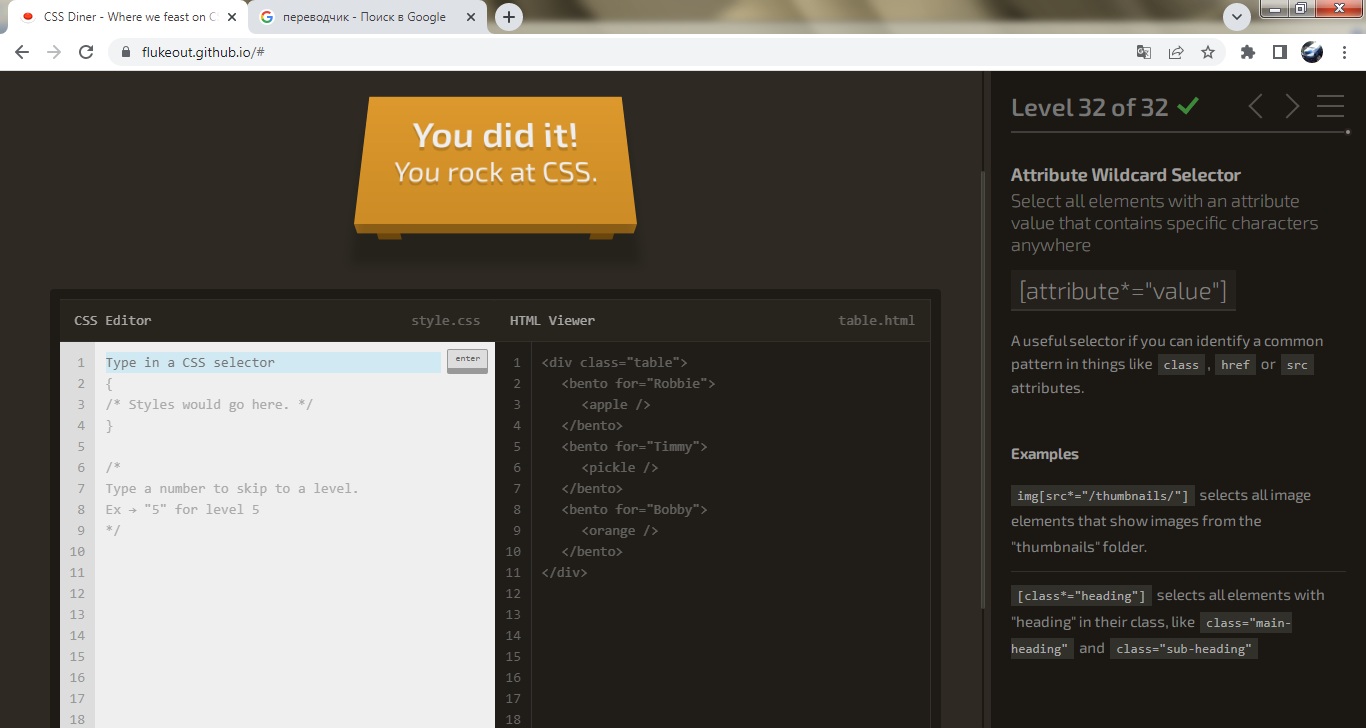 CSS Diner - Where we feast on CS
переводчик - Поиск в Google
flukeout.github.io/#
You did it!
You rock at CSS.
CSS Editor
style.css
1 Type in a CSS selector
enter
2 {
3 /* Styles would go here. */
4 }
5
6 /*
7 Type a number to skip to a level.
8 Ex → "5" for level 5
9 */
10
11
12
13
14
15
16
17
18
HTML Viewer
table.html
1 <div class="table">
2 <bento for="Robbie">
3 <apple />
4 </bento>
5 <bento for="Timmy">
6 <pickle />
7 </bento>
8 <bento for="Bobby">
9 <orange />
10 </bento>
11 </div>
12
13
14
15
16
17
18
Level 32 of 32
Attribute Wildcard Selector
Select all elements with an attribute
value that contains specific characters
anywhere
[attribute*="value"]
A useful selector if you can identify a common
pattern in things like class , href or src
attributes.
Examples
img[src*="/thumbnails/"] selects all image
elements that show images from the
"thumbnails" folder.
[class*="heading"] selects all elements with
"heading" in their class, like class="main-
heading" and class="sub-heading"